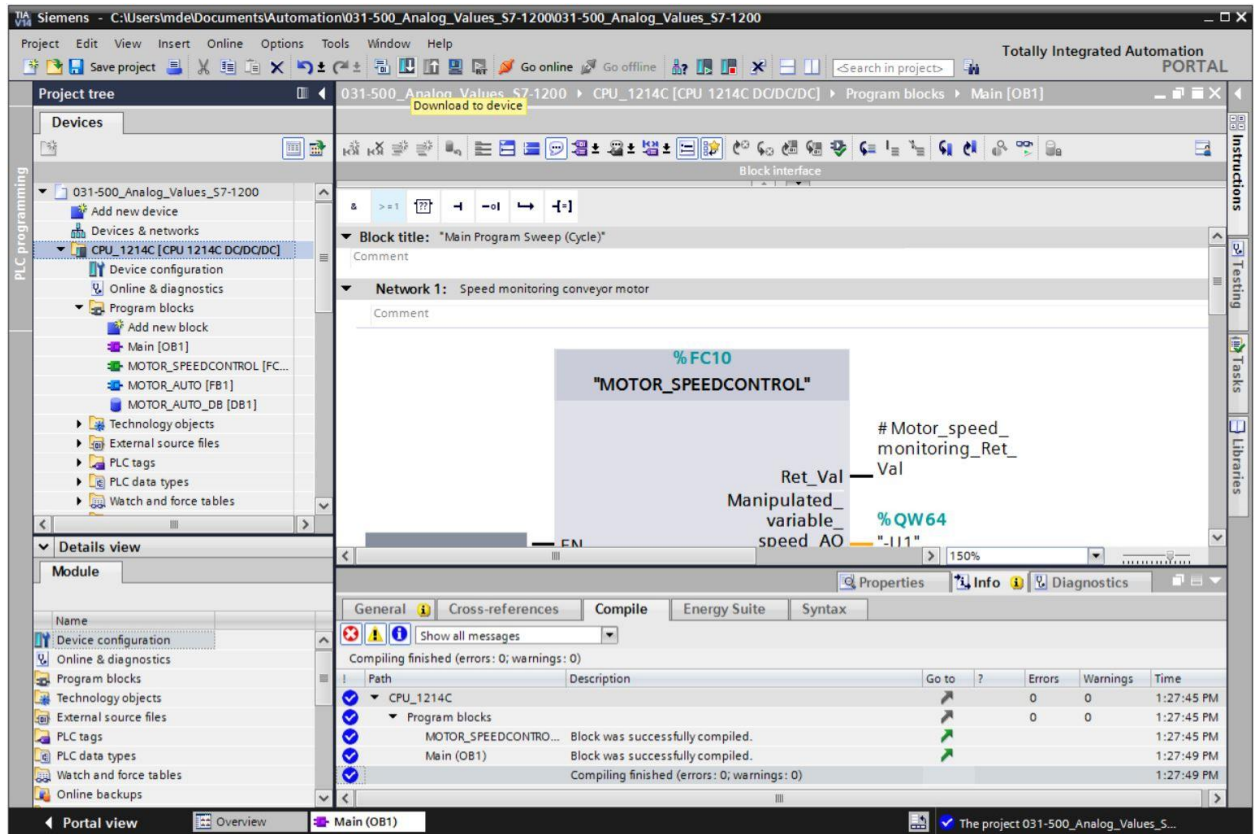 Siemens - C:\Users\mde\Documents\Automation\031-500_Analog_Values_S7-1200\031-500_Analog_Values_S7-1200
Project Edit View Insert Online Options Tools Window Help
Totally Integrated Automation
PORTAL
Save project Go online Go offline <Search in project>
Project tree
031-500_Analog_Values_S7-1200 CPU_1214C [CPU 1214C DC/DC/DC] Program blocks Main [OB1]
Download to device
Devices
Block interface
PLC programming
031-500_Analog_Values_S7-1200
Add new device
Devices & networks
CPU_1214C [CPU 1214C DC/DC/DC]
Device configuration
Online & diagnostics
Program blocks
Add new block
Main [OB1]
MOTOR_SPEEDCONTROL [FC...
MOTOR_AUTO [FB1]
MOTOR_AUTO_DB [DB1]
Technology objects
External source files
PLC tags
PLC data types
Watch and force tables
& >=1 ??
Block title: "Main Program Sweep (Cycle)"
Comment
Network 1: Speed monitoring conveyor motor
Comment
%FC10
"MOTOR_SPEEDCONTROL"
#Motor_speed_
monitoring_Ret_
Val
Ret_Val
Manipulated_
variable_
speed_AO
%QW64
"-U1"
EN
150%
Instructions
Testing
Tasks
Libraries
Details view
Module
Name
Device configuration
Online & diagnostics
Program blocks
Technology objects
External source files
PLC tags
PLC data types
Watch and force tables
Online backups
Properties Info Diagnostics
General Cross-references Compile Energy Suite Syntax
Show all messages
Compiling finished (errors: 0; warnings: 0)
! Path Description Go to ? Errors Warnings Time
CPU_1214C 0 0 1:27:45 PM
Program blocks 0 0 1:27:45 PM
MOTOR_SPEEDCONTRO... Block was successfully compiled. 1:27:45 PM
Main (OB1) Block was successfully compiled. 1:27:49 PM
Compiling finished (errors: 0; warnings: 0) 1:27:49 PM
Portal view Overview Main (OB1) The project 031-500_Analog_Values_S...